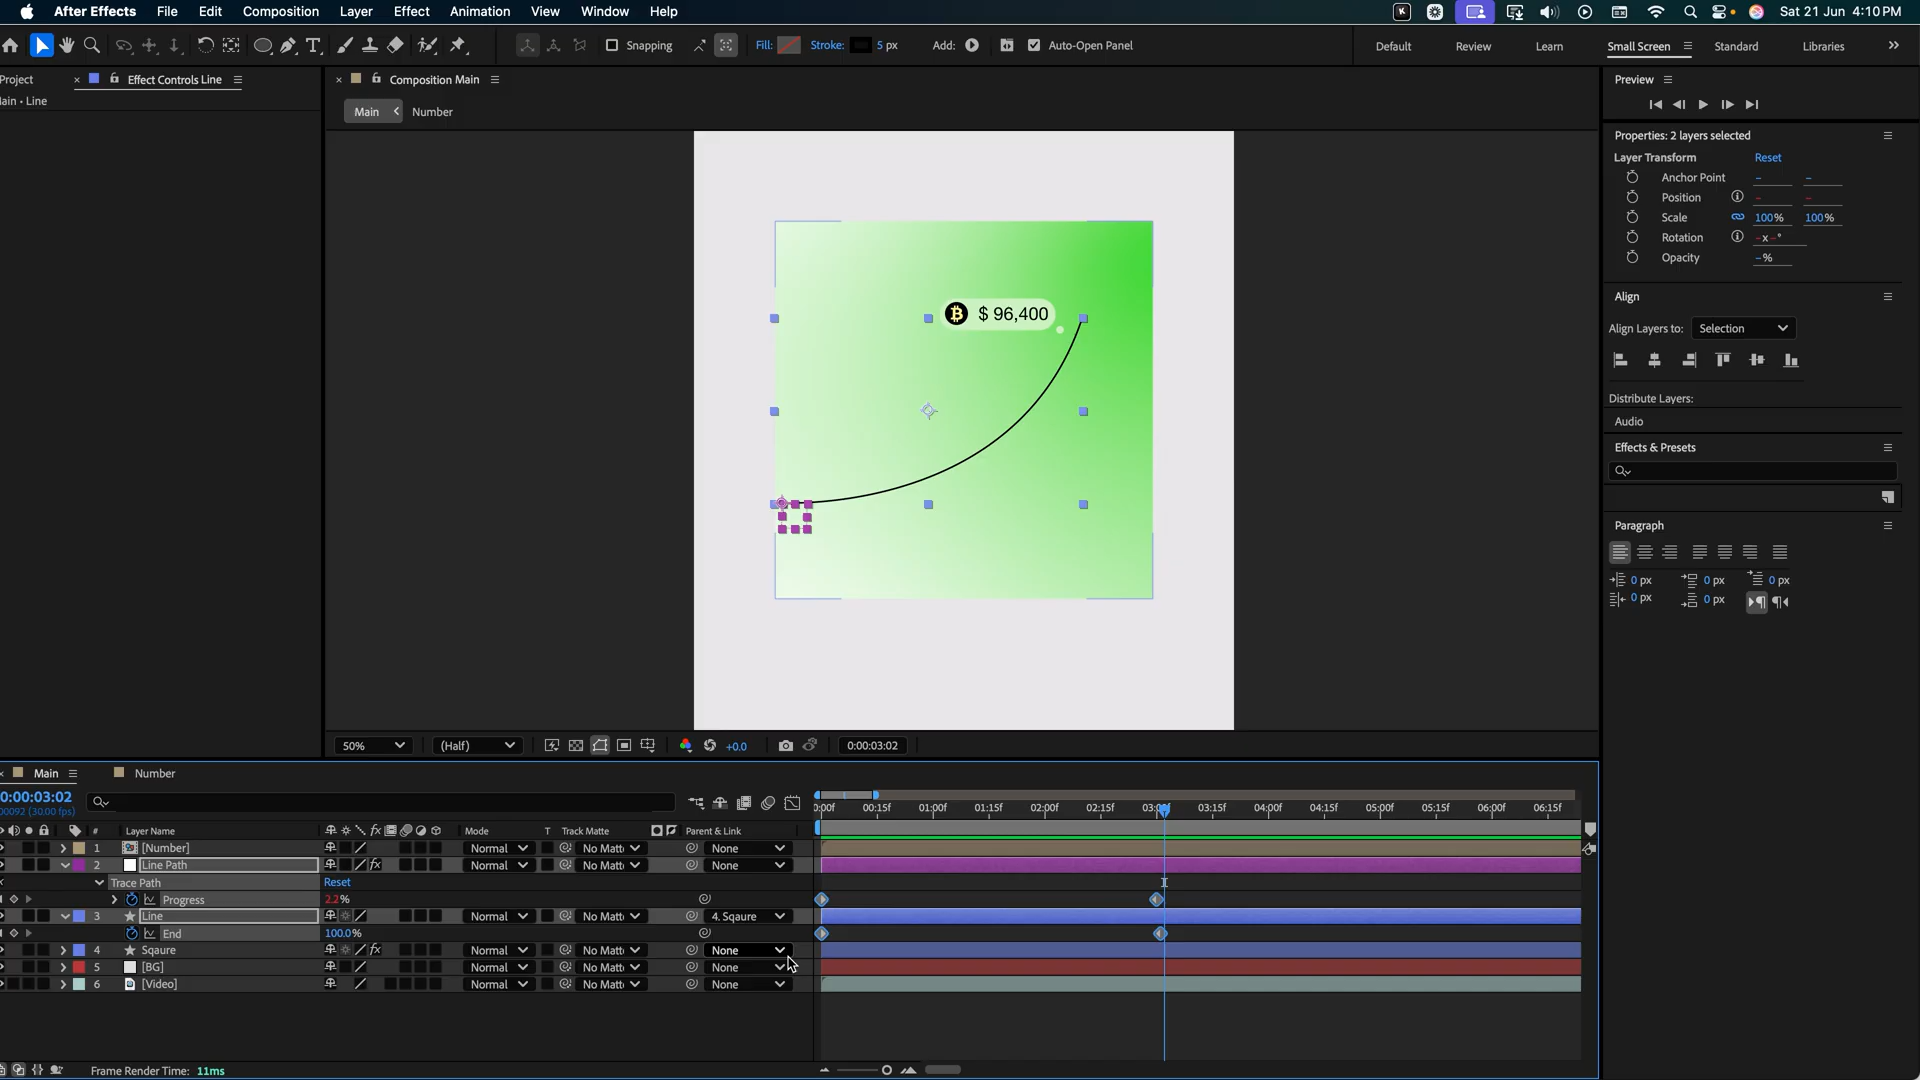 After Effects File Edit Composition Layer Effect Animation View Window Help Sat 21 Jun 4:10 PM
Snapping Fill: Stroke: 5 px Add: Auto-Open Panel Default Review Learn Small Screen Standard Libraries
Project Effect Controls Line
ain • Line
Composition Main
Main Number
$ 96,400
Preview
Properties: 2 layers selected
Layer Transform Reset
Anchor Point - -
Position - -
Scale 100% 100%
Rotation -x-°
Opacity -%
Align
Align Layers to: Selection
Distribute Layers:
Audio
Effects & Presets
Paragraph
0 px 0 px 0 px
0 px 0 px
50% (Half) +0.0 0:00:03:02
Main Number
0:00:03:02
00092 (30.00 fps)
0:00f 00:15f 01:00f 01:15f 02:00f 02:15f 03:15f 04:00f 04:15f 05:00f 05:15f 06:00f 06:15f
# Layer Name Mode T Track Matte Parent & Link
1 [Number] Normal No Matt None
2 Line Path Normal No Matt None
Trace Path Reset
Progress 2.2%
3 Line Normal No Matt 4. Sqaure
End 100.0%
4 Sqaure Normal No Matt None
5 [BG] Normal No Matt None
6 [Video] Normal No Matt None
Frame Render Time: 11ms